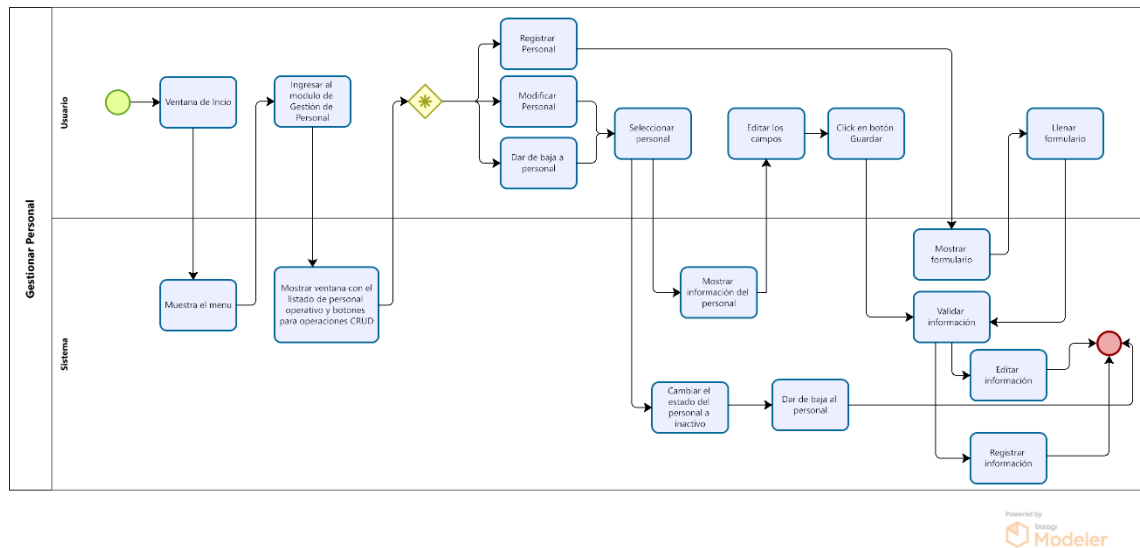 Gestionar Personal
Usuario
Ventana de Incio
Ingresar al
modulo de
Gestión de
Personal
Registrar
Personal
Modificar
Personal
Dar de baja a
personal
Seleccionar
personal
Editar los
campos
Click en botón
Guardar
Llenar
formulario
Sistema
Muestra el menu
Mostrar ventana con el
listado de personal
operativo y botones
para operaciones CRUD
Mostrar
información del
personal
Mostrar
formulario
Validar
información
Editar
información
Cambiar el
estado del
personal a
inactivo
Dar de baja al
personal
Registrar
información
Powered by
bizagi
Modeler